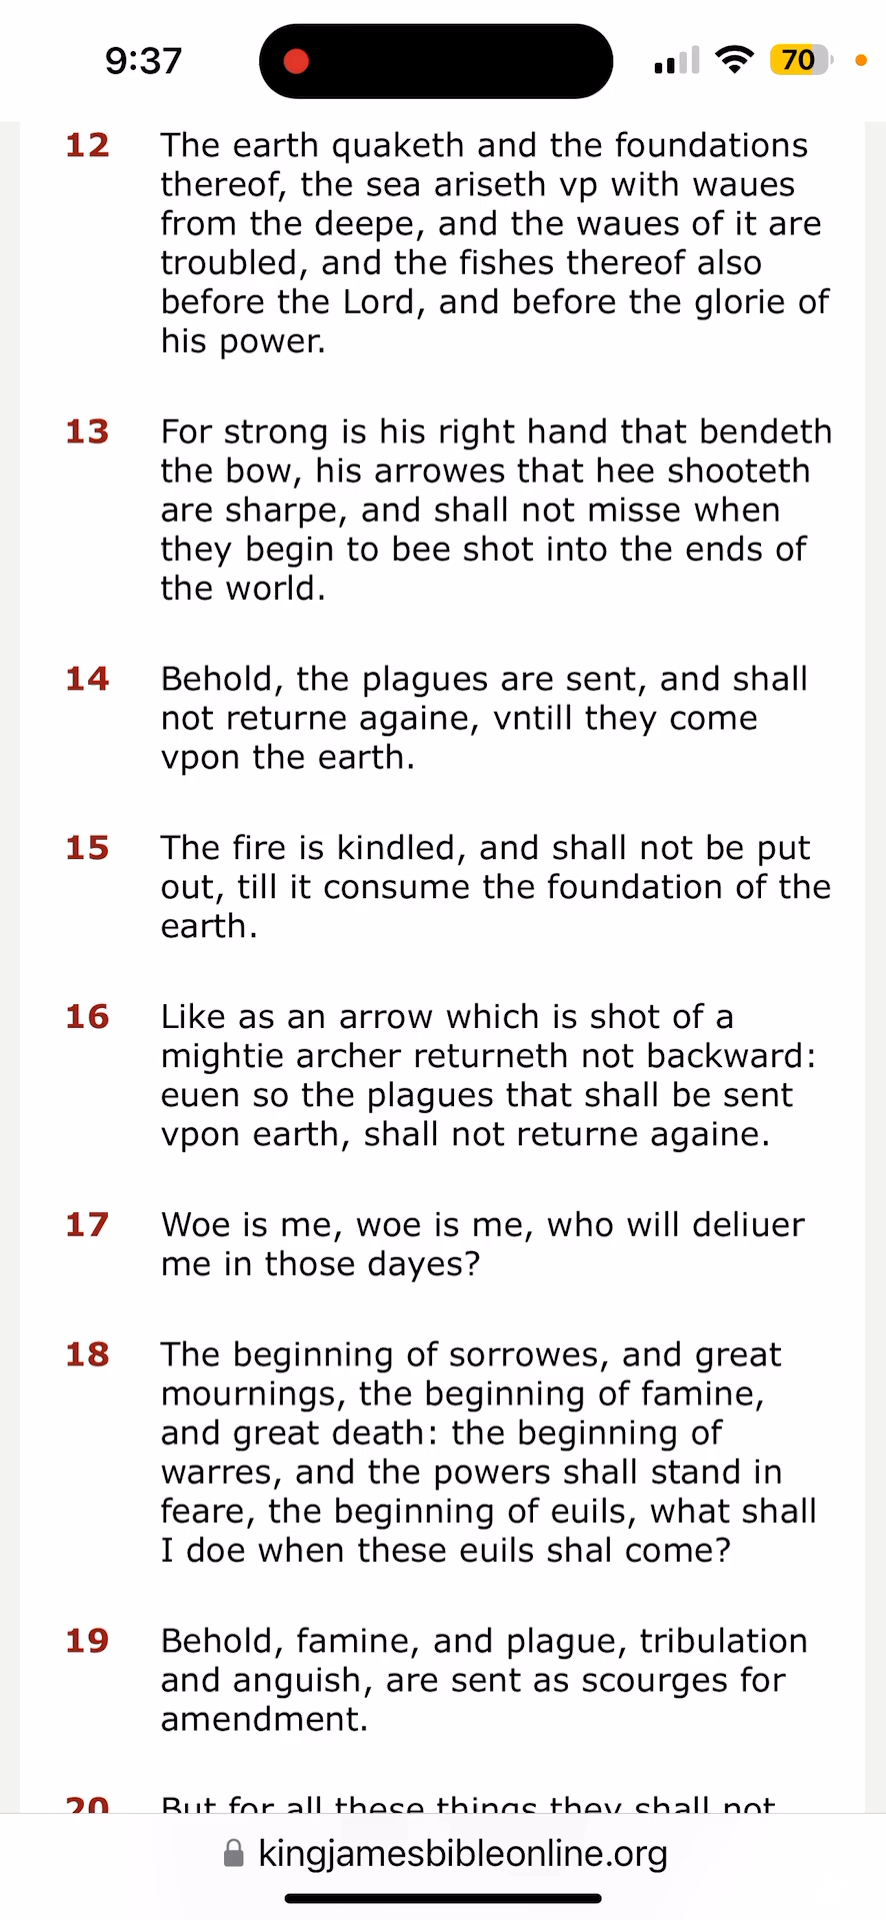 9:37
70
12 The earth quaketh and the foundations
thereof, the sea ariseth vp with waues
from the deepe, and the waues of it are
troubled, and the fishes thereof also
before the Lord, and before the glorie of
his power.
13 For strong is his right hand that bendeth
the bow, his arrowes that hee shooteth
are sharpe, and shall not misse when
they begin to bee shot into the ends of
the world.
14 Behold, the plagues are sent, and shall
not returne againe, vntill they come
vpon the earth.
15 The fire is kindled, and shall not be put
out, till it consume the foundation of the
earth.
16 Like as an arrow which is shot of a
mightie archer returneth not backward:
euen so the plagues that shall be sent
vpon earth, shall not returne againe.
17 Woe is me, woe is me, who will deliuer
me in those dayes?
18 The beginning of sorrowes, and great
mournings, the beginning of famine,
and great death: the beginning of
warres, and the powers shall stand in
feare, the beginning of euils, what shall
I doe when these euils shal come?
19 Behold, famine, and plague, tribulation
and anguish, are sent as scourges for
amendment.
20 But for all these things they shall not
kingjamesbibleonline.org